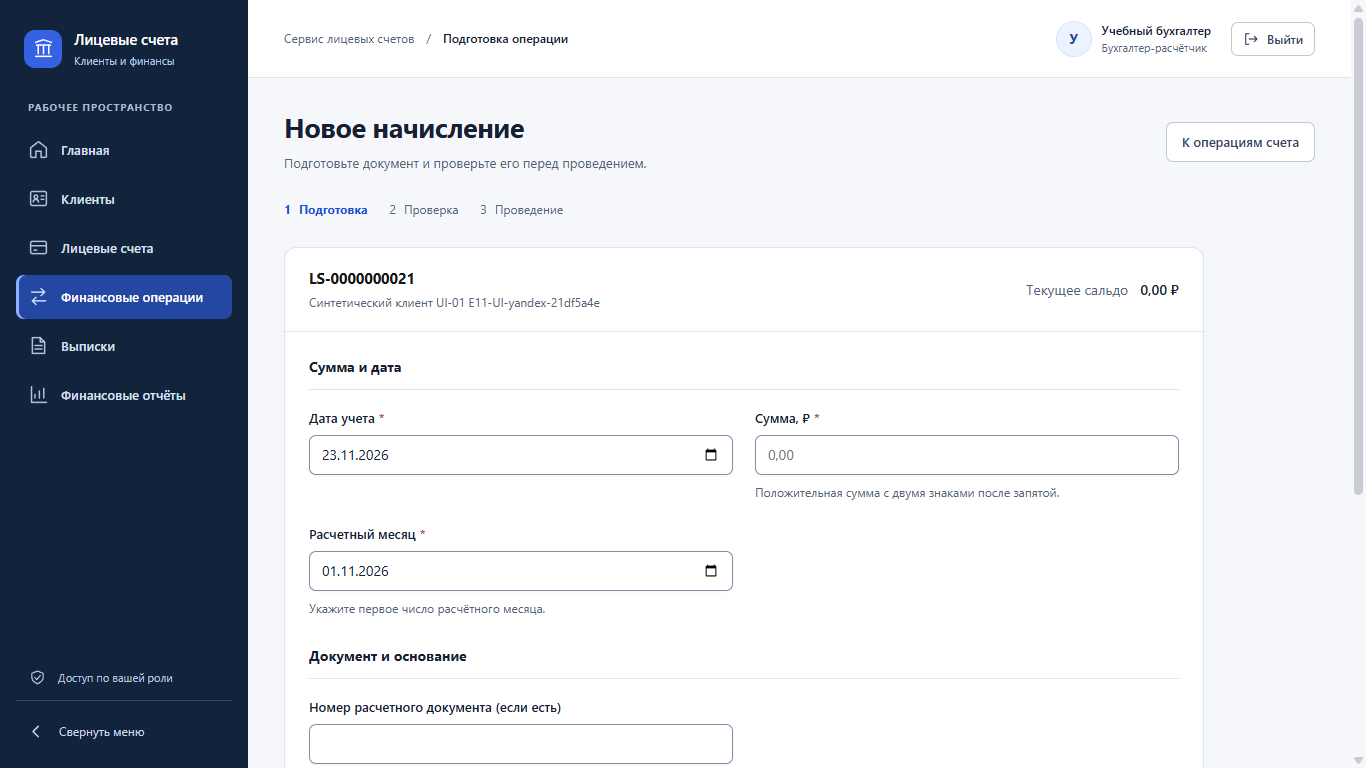 Лицевые счета
Клиенты и финансы
РАБОЧЕЕ ПРОСТРАНСТВО
Главная
Клиенты
Лицевые счета
Финансовые операции
Выписки
Финансовые отчёты
Доступ по вашей роли
Свернуть меню
Сервис лицевых счетов / Подготовка операции
У
Учебный бухгалтер
Бухгалтер-расчётчик
Выйти
Новое начисление
Подготовьте документ и проверьте его перед проведением.
К операциям счета
1 Подготовка 2 Проверка 3 Проведение
LS-0000000021
Синтетический клиент UI-01 E11-UI-yandex-21df5a4e
Текущее сальдо 0,00 ₽
Сумма и дата
Дата учета *
23.11.2026
Сумма, ₽ *
0,00
Положительная сумма с двумя знаками после запятой.
Расчетный месяц *
01.11.2026
Укажите первое число расчётного месяца.
Документ и основание
Номер расчетного документа (если есть)